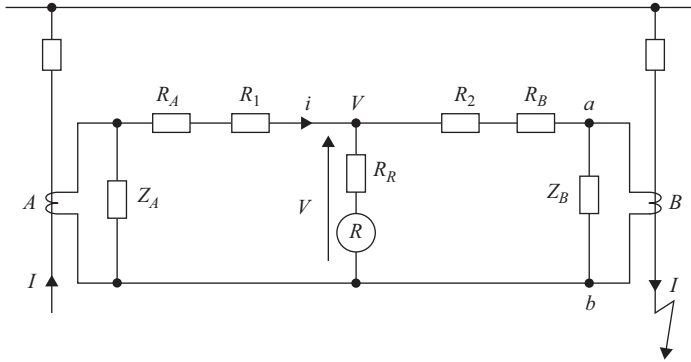 R_A R_1 i V R_2 R_B a
R_R
A Z_A V R Z_B B
I b I